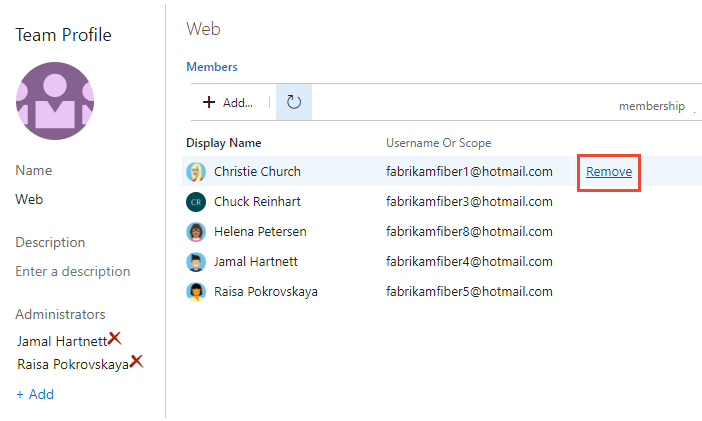 Team Profile
Name
Web
Description
Enter a description
Administrators
Jamal Hartnett
Raisa Pokrovskaya
+ Add
Web
Members
+ Add...
membership
Display Name Username Or Scope
Christie Church fabrikamfiber1@hotmail.com Remove
CR Chuck Reinhart fabrikamfiber3@hotmail.com
Helena Petersen fabrikamfiber8@hotmail.com
Jamal Hartnett fabrikamfiber4@hotmail.com
Raisa Pokrovskaya fabrikamfiber5@hotmail.com